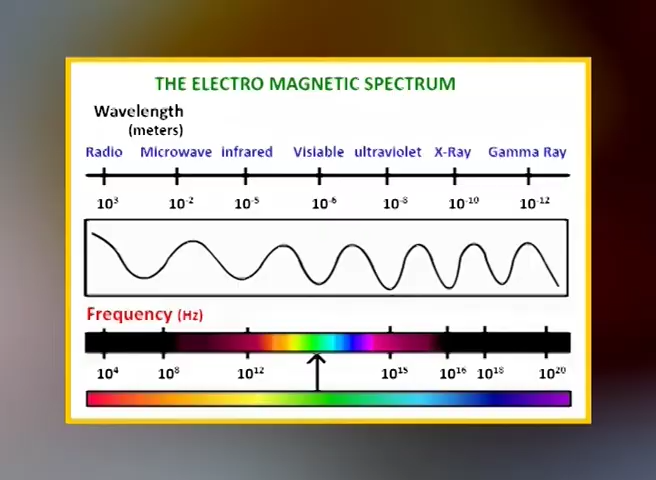 THE ELECTRO MAGNETIC SPECTRUM
Wavelength
(meters)
Radio Microwave infrared Visiable ultraviolet X-Ray Gamma Ray
10³ 10⁻² 10⁻⁵ 10⁻⁶ 10⁻⁸ 10⁻¹⁰ 10⁻¹²
Frequency (Hz)
10⁴ 10⁸ 10¹² 10¹⁵ 10¹⁶ 10¹⁸ 10²⁰